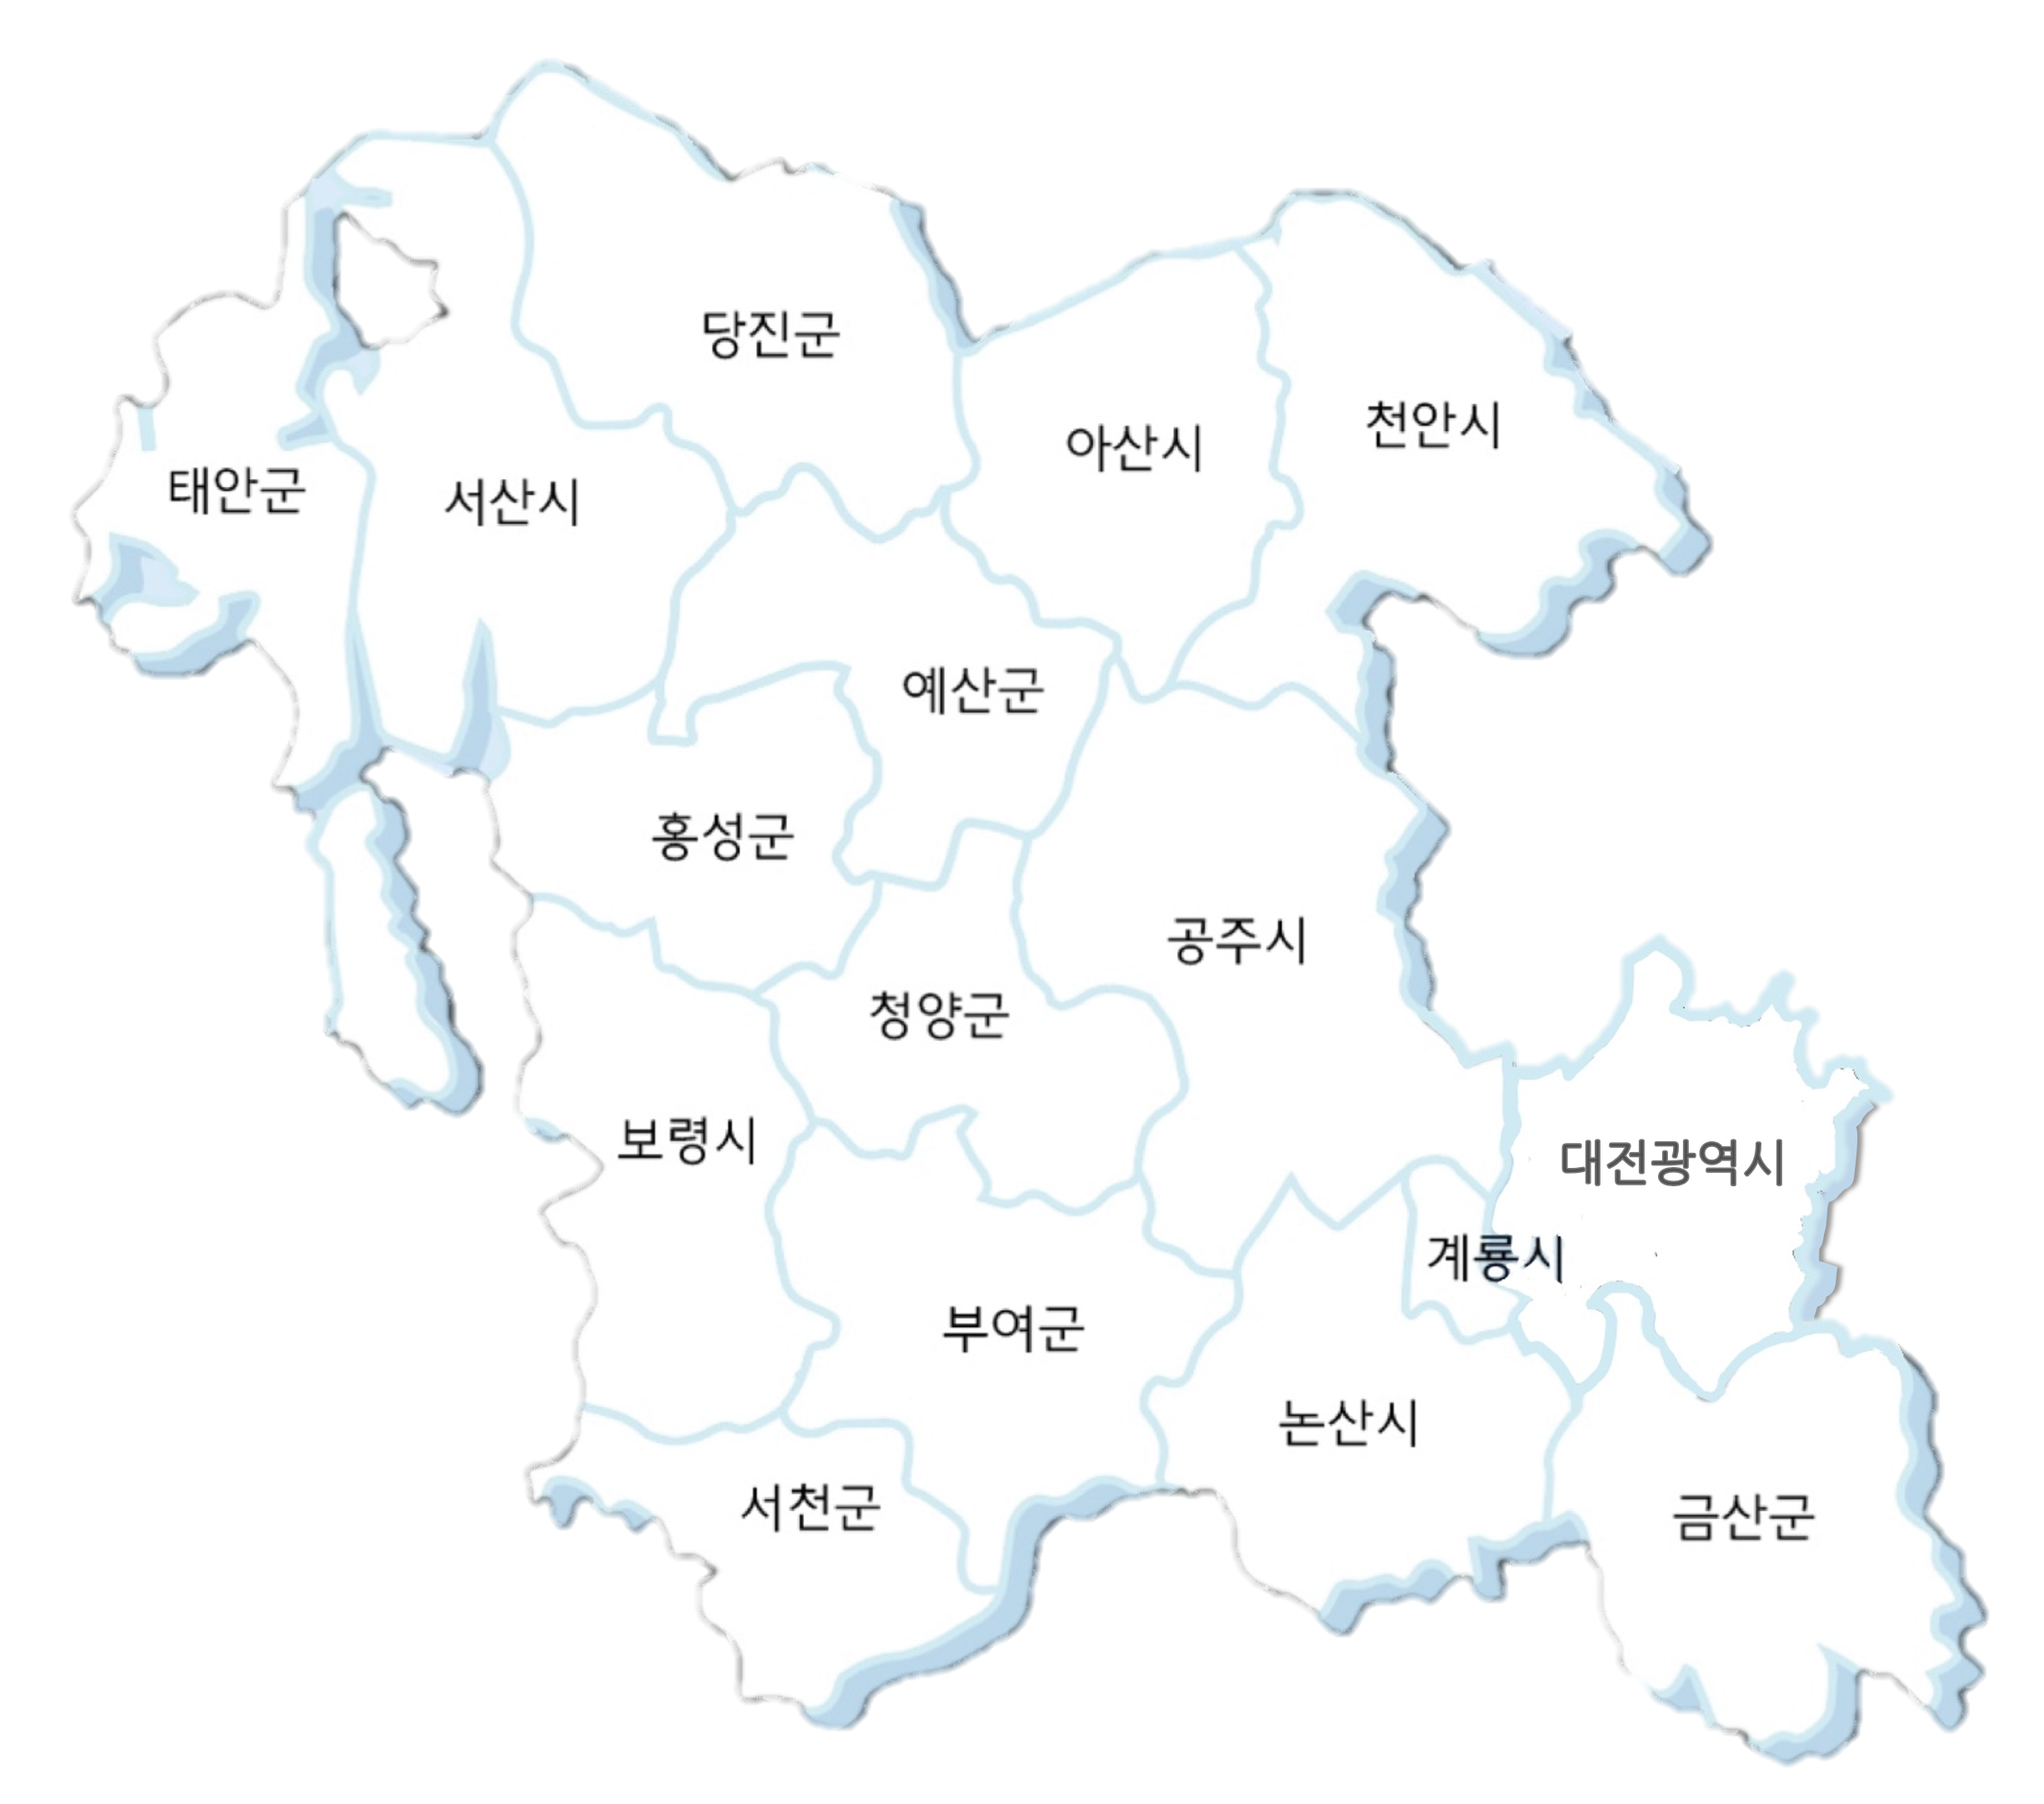 당진군
천안시
아산시
태안군
서산시
예산군
홍성군
공주시
청양군
보령시
대전광역시
계룡시
부여군
논산시
서천군
금산군